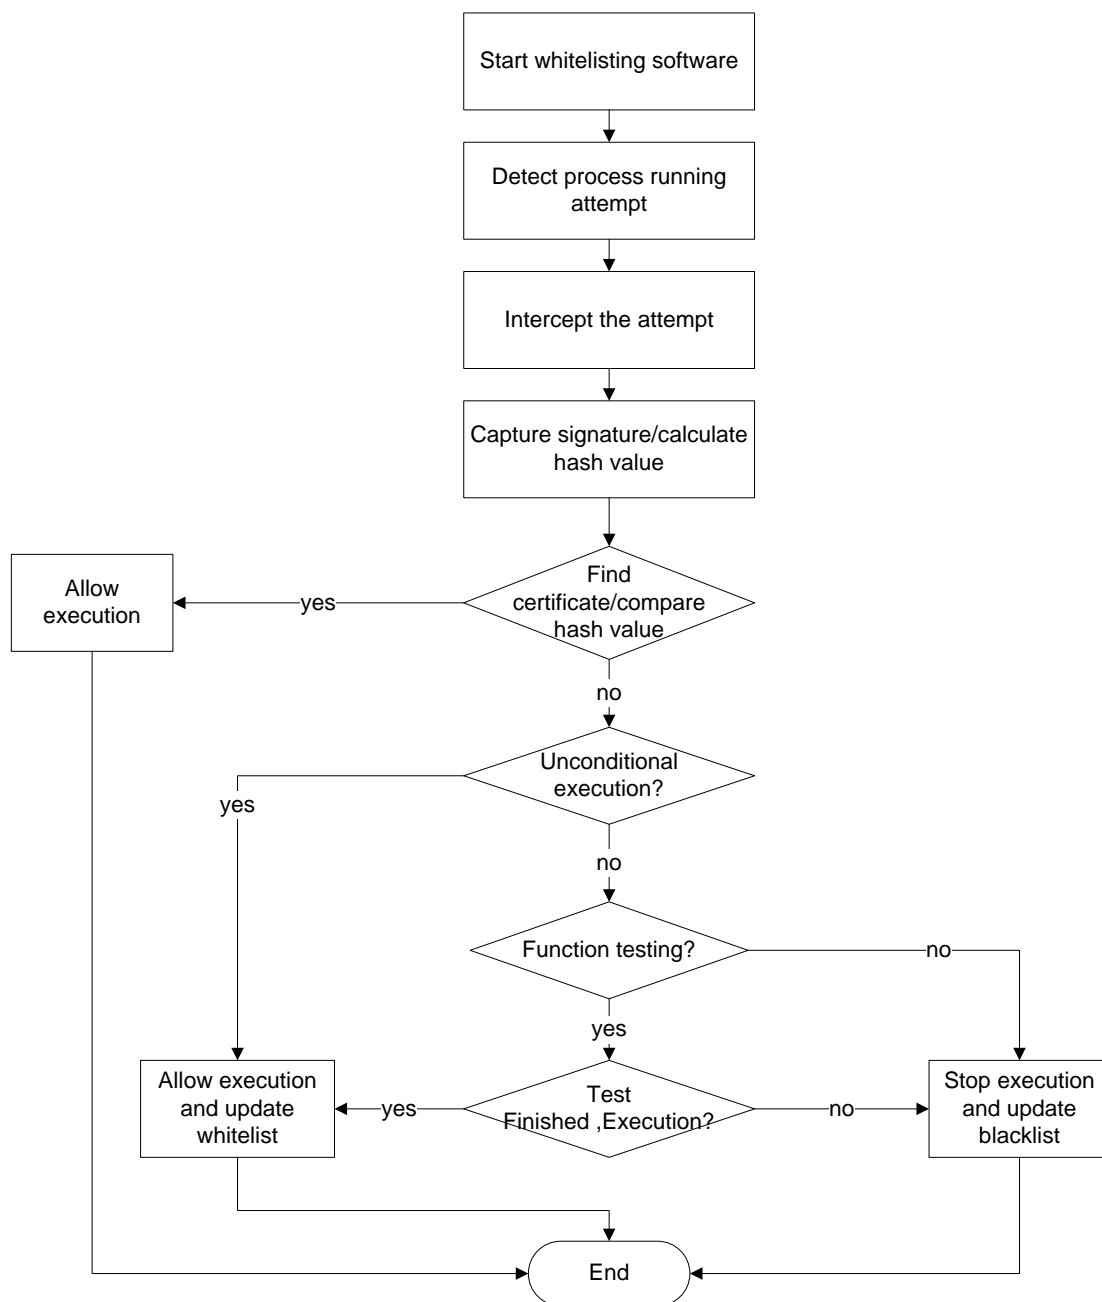 Start whitelisting software
Detect process running
attempt
Intercept the attempt
Capture signature/calculate
hash value
Find
certificate/compare
hash value
Allow
execution
yes
no
Unconditional
execution?
yes
no
Function testing?
no
yes
Allow execution
and update
whitelist
yes
Test
Finished ,Execution?
no
Stop execution
and update
blacklist
End